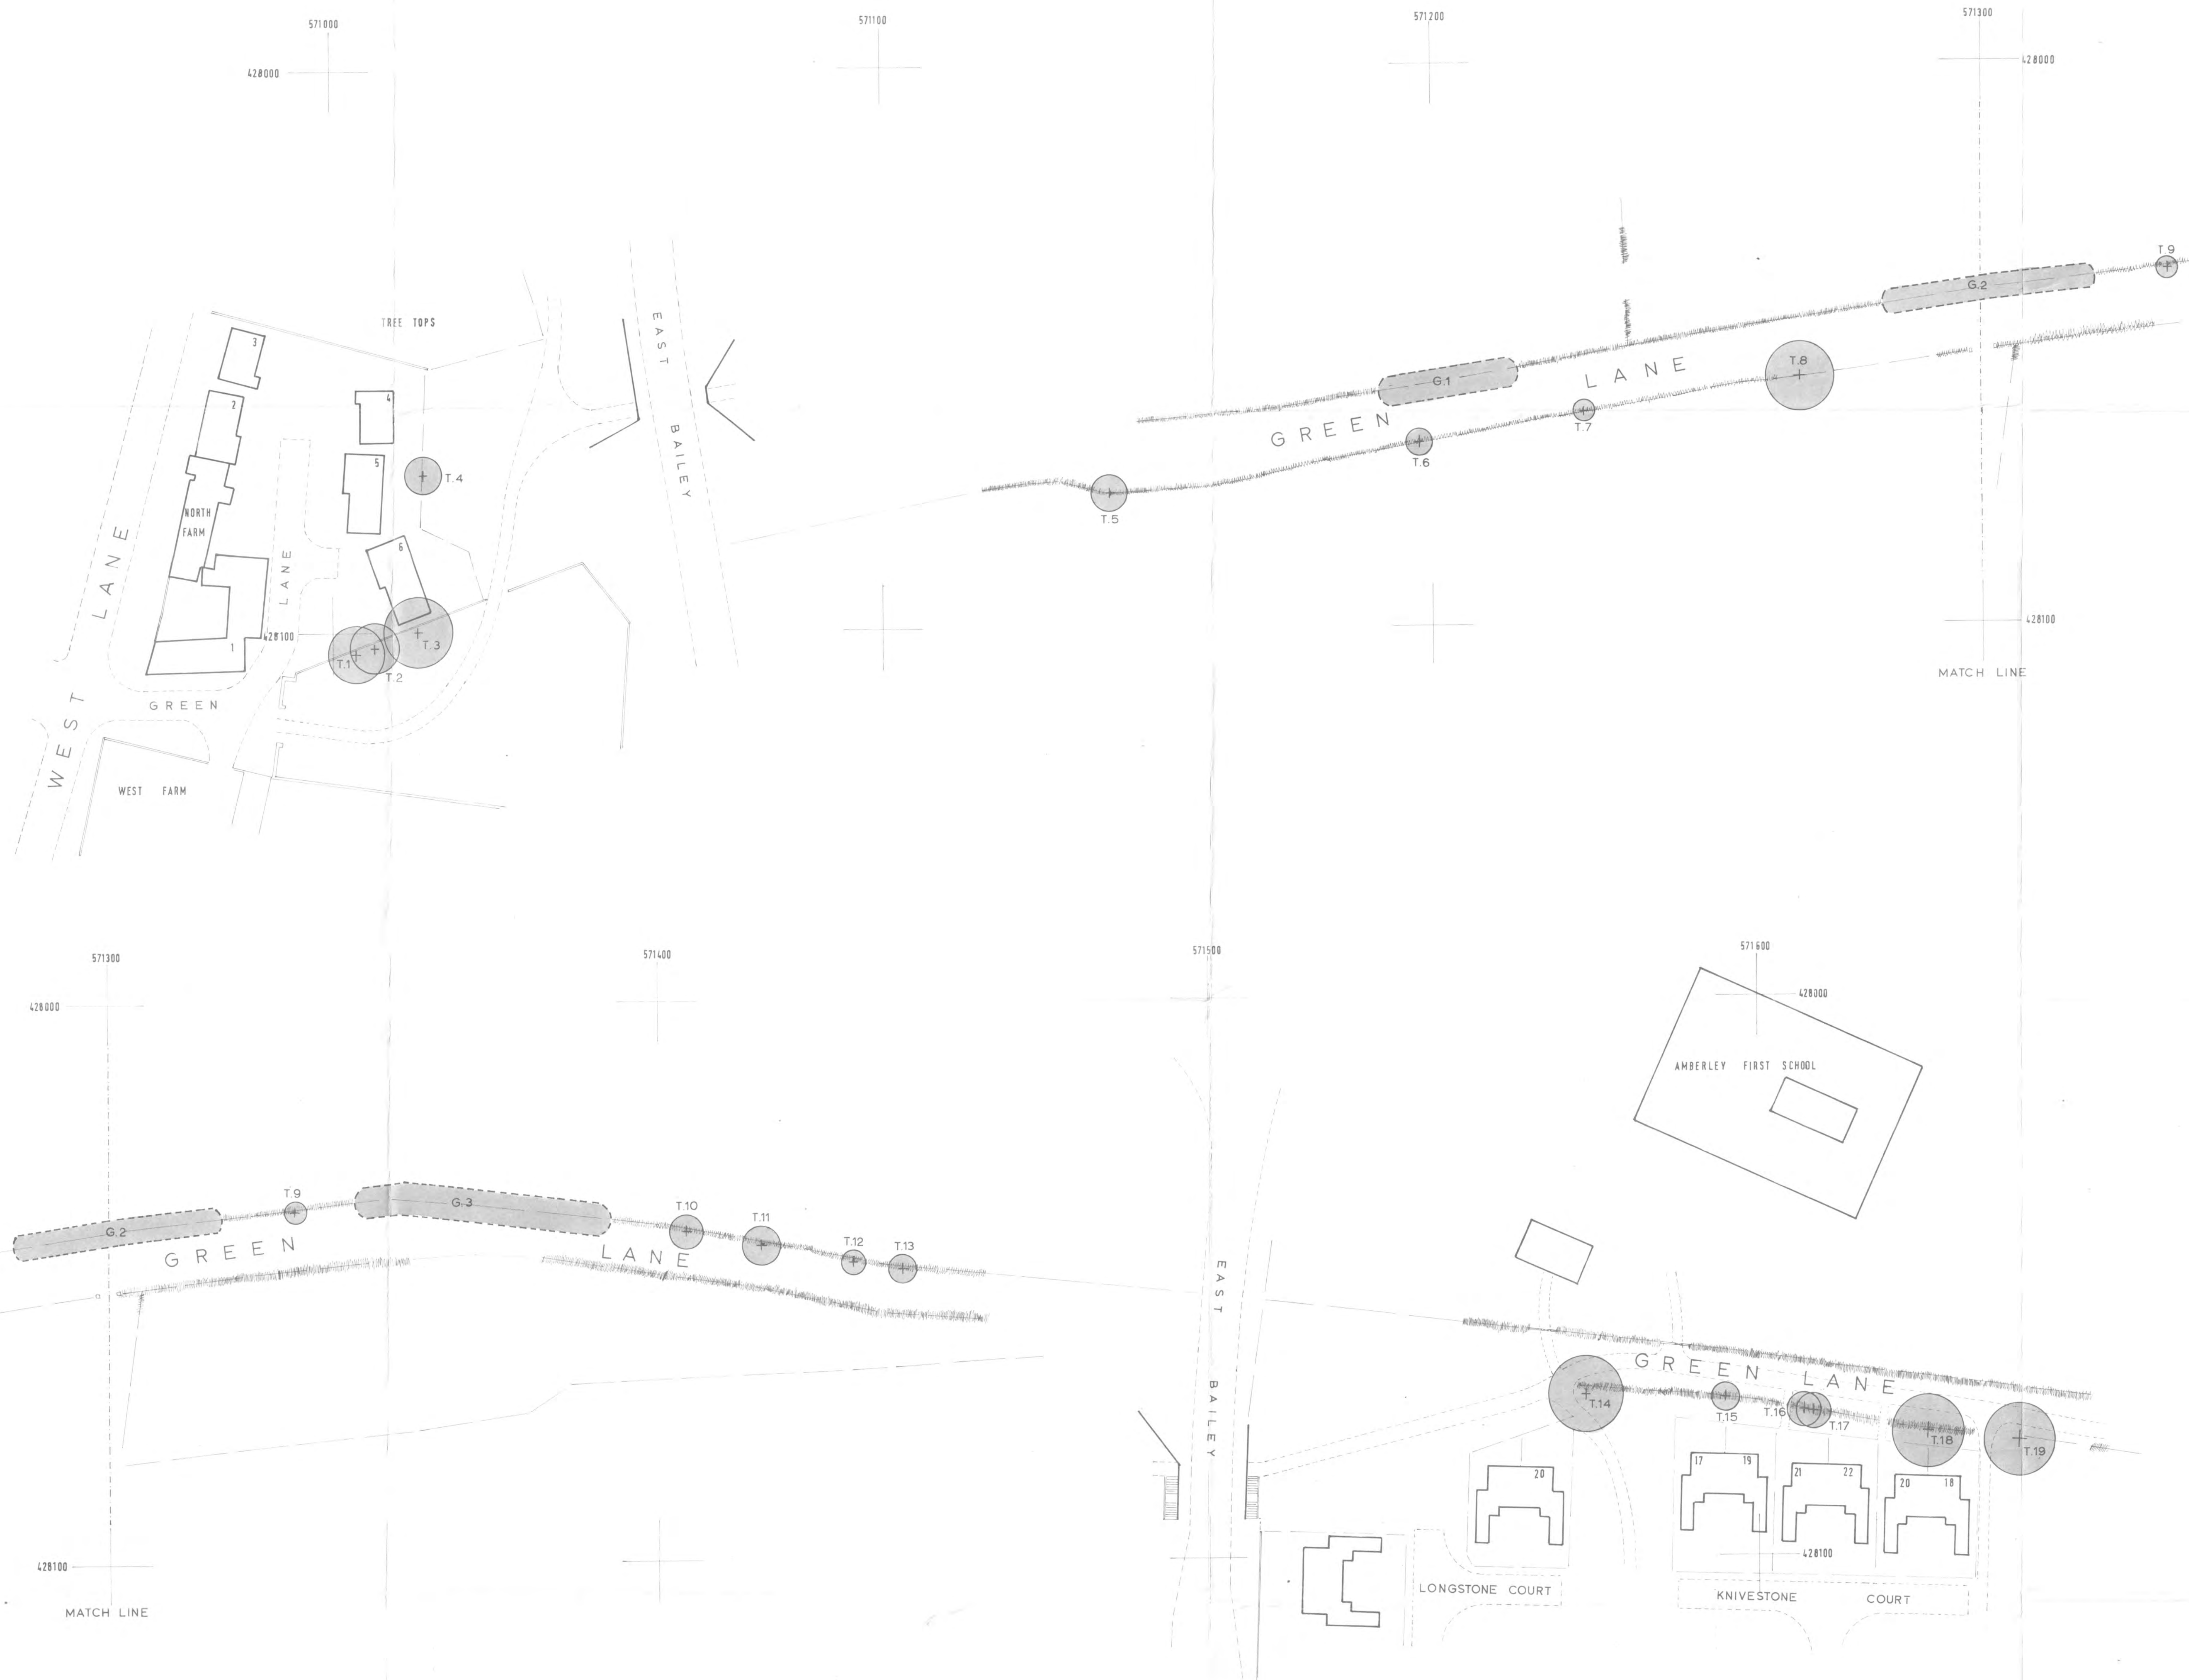 571000
571100
571200
571300
428000
428000
T.9
G.2
TREE TOPS
EAST
BAILEY
3
2
4
5
T.4
T.8
G.1
GREEN LANE
T.7
T.6
T.5
NORTH
FARM
LANE
6
WEST LANE
428100
428100
1
T.1
T.2
T.3
MATCH LINE
GREEN
WEST FARM
571300
571400
571500
571600
428000
428000
AMBERLEY FIRST SCHOOL
T.9
G.3
G.2
T.10
T.11
T.12
T.13
GREEN LANE
EAST
BAILEY
GREEN LANE
T.14
T.15
T.16
T.17
T.18
T.19
20
17
19
21
22
20
18
428100
428100
LONGSTONE COURT
KNIVESTONE COURT
MATCH LINE